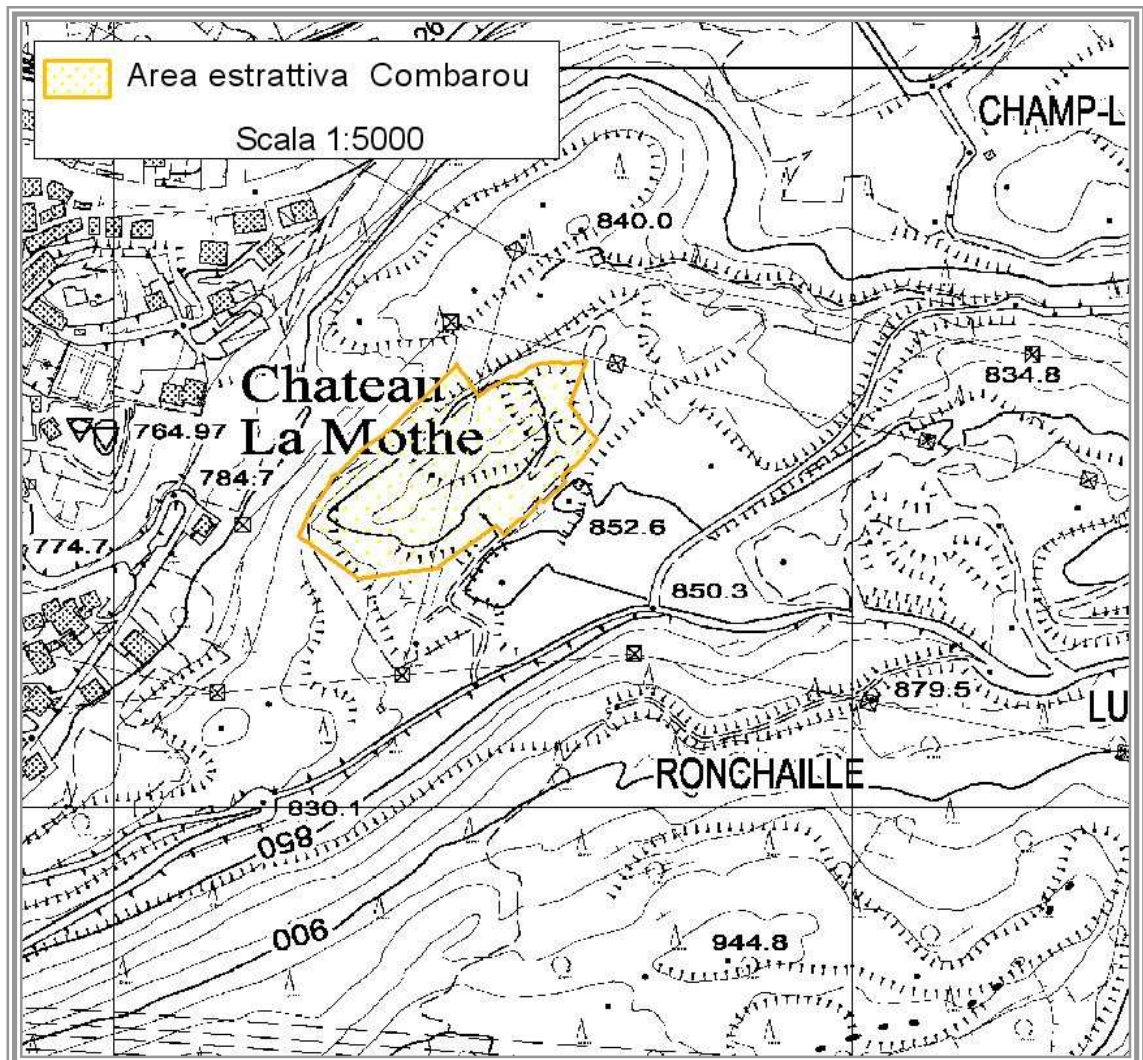 Area estrattiva Combarou
Scala 1:5000
CHAMP-L
840.0
834.8
Chateau
La Mothe
764.97
784.7
774.7
852.6
850.3
879.5
LU
RONCHAILLE
830.1
850
900
944.8